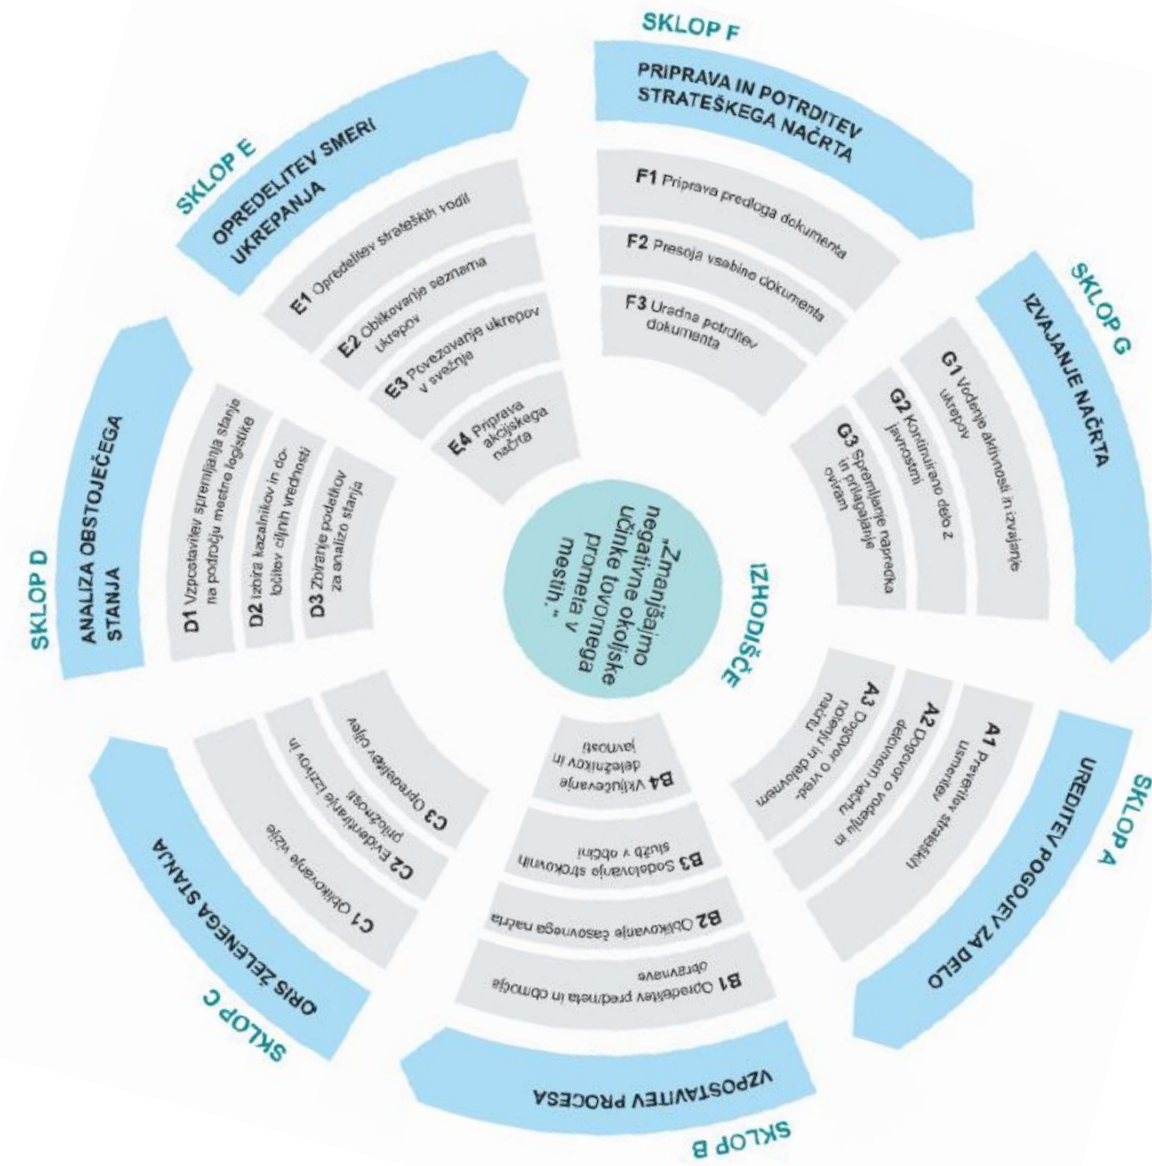 „Zmanjšajmo
negativne okoljske
učinke tovornega
prometa v
mestih.“
IZHODIŠČE
SKLOP A
UREDITEV POGOJEV ZA DELO
A1 Preveritev strateških
usmeritev
A2 Dogovor o vodenju in
delovnem načrtu
A3 Dogovor o vred-
notenju in delovnem
načrtu
SKLOP B
VZPOSTAVITEV PROCESA
B1 Opredelitev predmeta in območja
obravnave
B2 Oblikovanje časovnega načrta
B3 Sodelovanje strokovnih
služb v občini
B4 Vključevanje
deležnikov in
javnosti
SKLOP C
ORIS ŽELENEGA STANJA
C1 Oblikovanje vizije
C2 Evidentiranje izzivov in
priložnosti
C3 Opredelitev ciljev
SKLOP D
ANALIZA OBSTOJEČEGA
STANJA
D1 Vzpostavitev spremljanja stanja
na področju mestne logistike
D2 Izbira kazalnikov in do-
ločitev ciljnih vrednosti
D3 Zbiranje podatkov
za analizo stanja
SKLOP E
OPREDELITEV SMERI
UKREPANJA
E1 Opredelitev strateških vodil
E2 Oblikovanje seznama
ukrepov
E3 Povezovanje ukrepov
v svežnje
E4 Priprava
akcijskega
načrta
SKLOP F
PRIPRAVA IN POTRDITEV
STRATEŠKEGA NAČRTA
F1 Priprava predloga dokumenta
F2 Presoja vsebine dokumenta
F3 Uradna potrditev
dokumenta
SKLOP G
IZVAJANJE NAČRTA
G1 Vodenje aktivnosti in izvajanje
ukrepov
G2 Kontinuirano delo z
javnostmi
G3 Spremljanje napredka
in prilagajanje
oviram